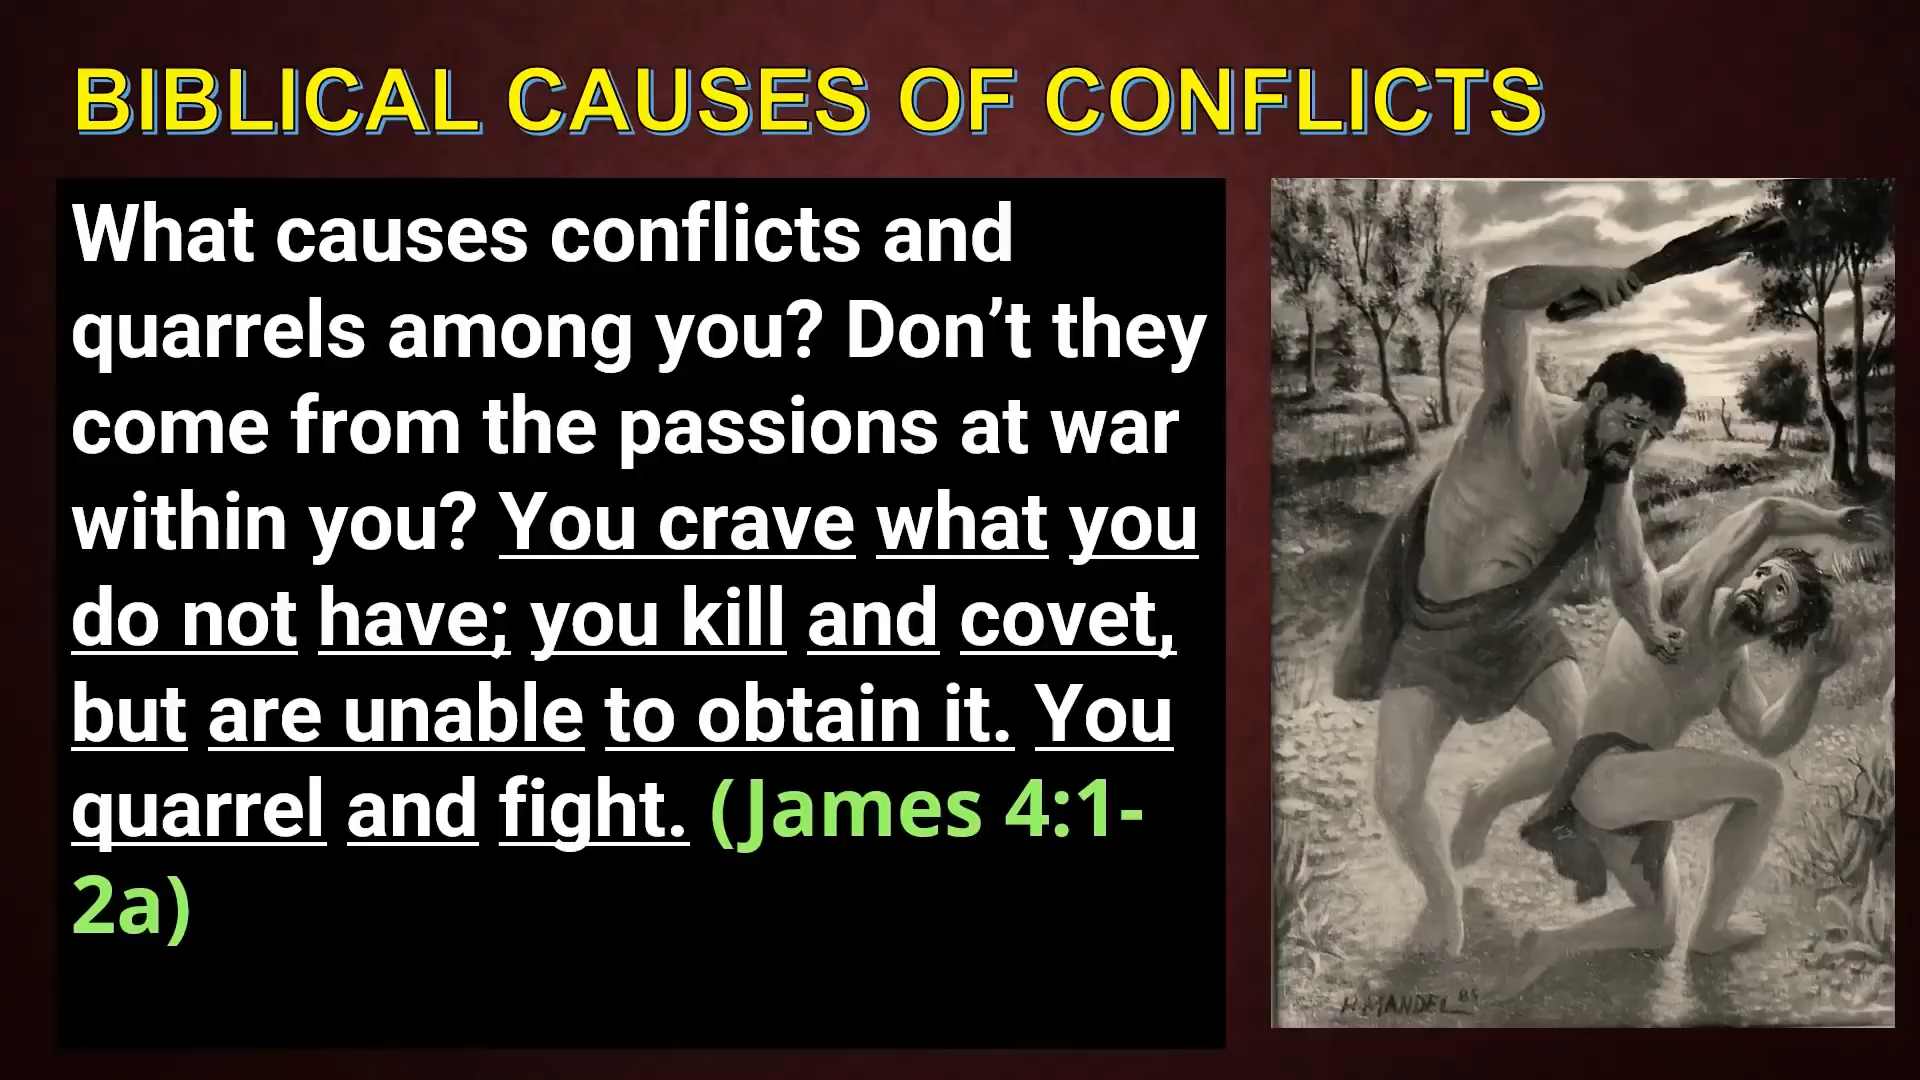 BIBLICAL CAUSES OF CONFLICTS
What causes conflicts and
quarrels among you? Don’t they
come from the passions at war
within you? You crave what you
do not have; you kill and covet,
but are unable to obtain it. You
quarrel and fight. (James 4:1-
2a)
H.MANDEL 85